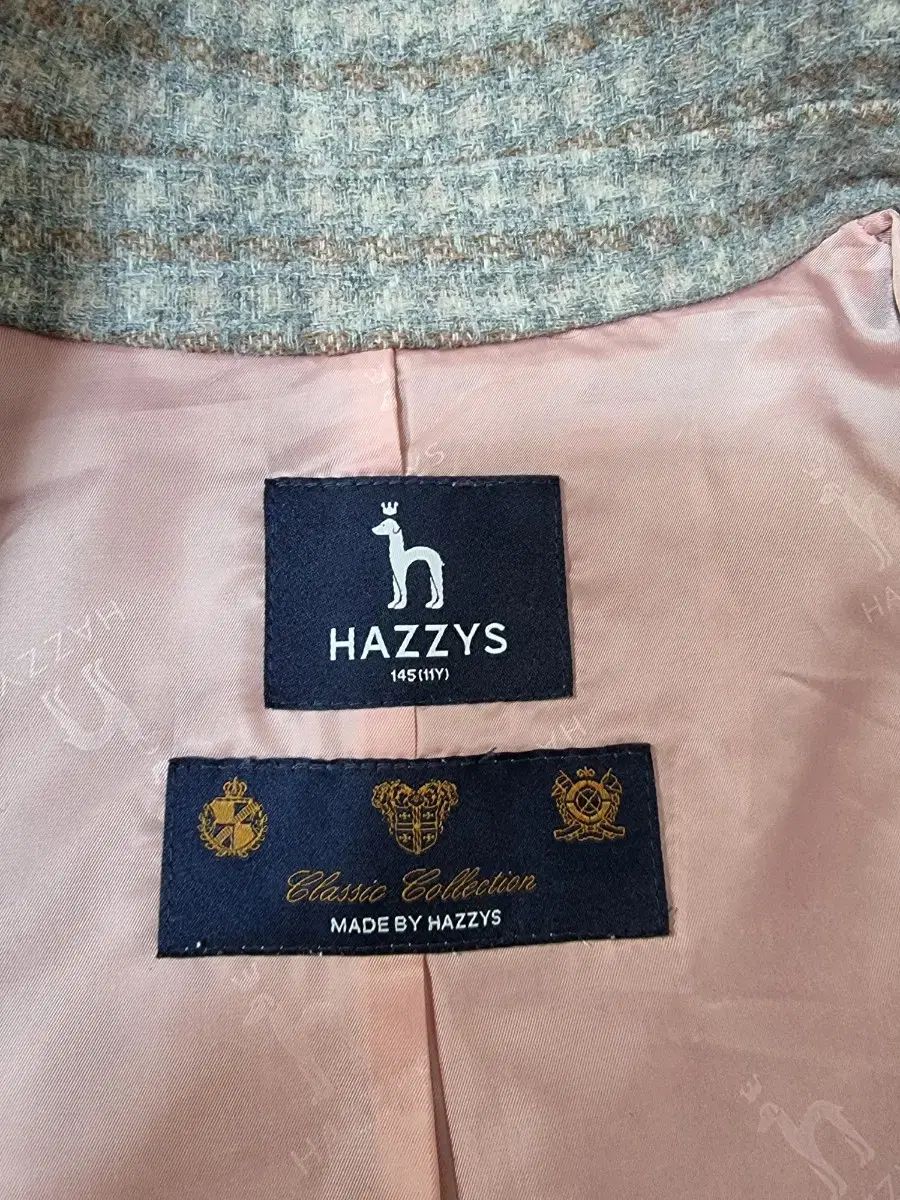 HAZZYS
145(11Y)
Classic Collection
MADE BY HAZZYS